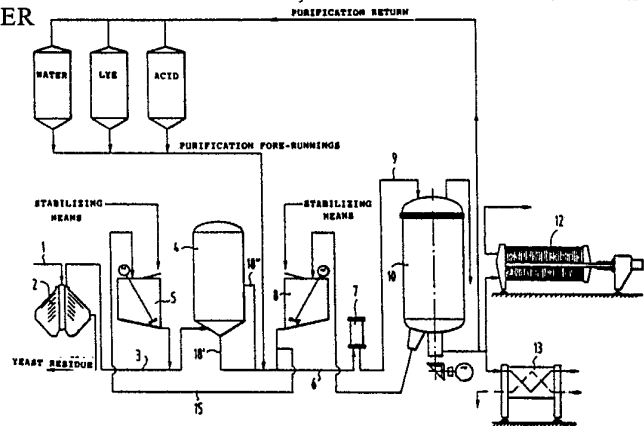 ER
PURIFICATION RETURN
WATER
LYE
ACID
PURIFICATION FORE-RUNNINGS
STABILIZING
MEANS
STABILIZING
MEANS
1
2
3
4
5
6
7
8
9
10
12
13
15
18'
18"
YEAST RESIDUE